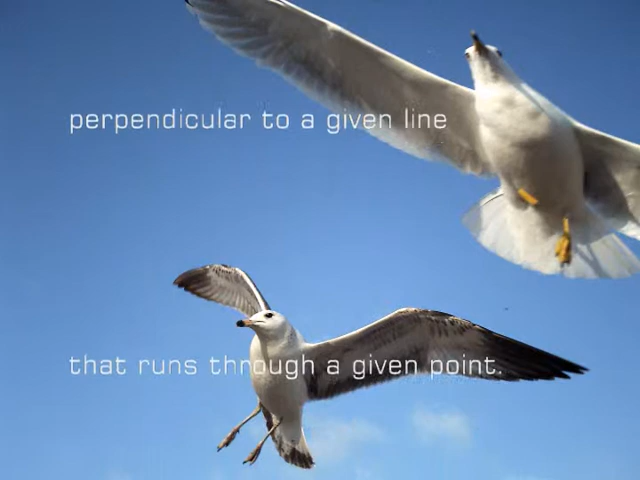 perpendicular to a given line
that runs through a given point.